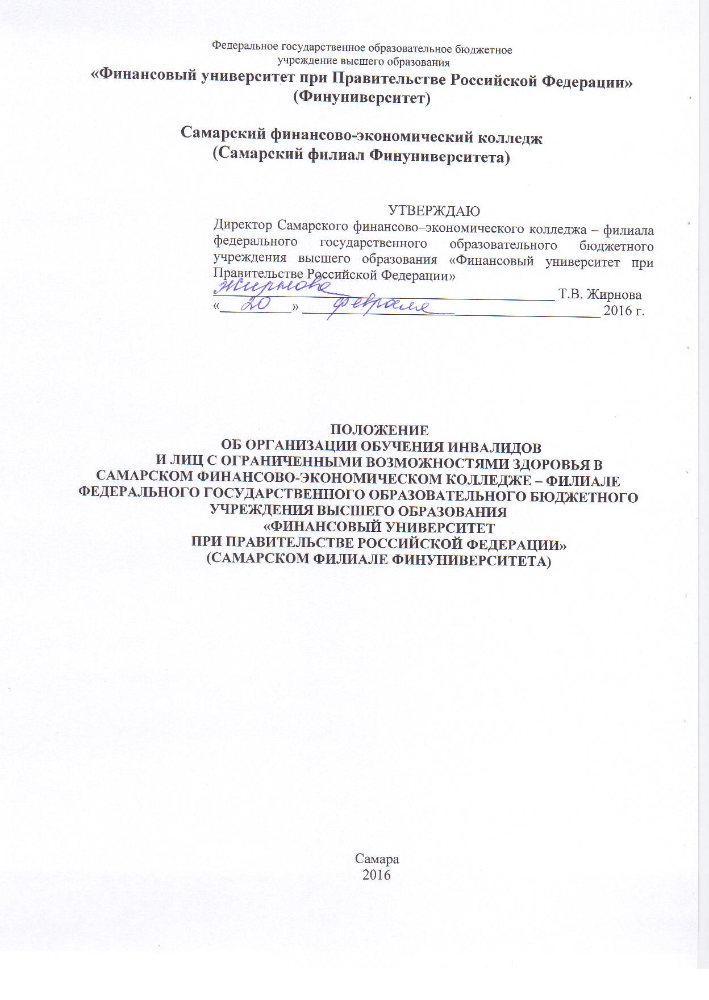 Федеральное государственное образовательное бюджетное
учреждение высшего образования
«Финансовый университет при Правительстве Российской Федерации»
(Финуниверситет)
Самарский финансово-экономический колледж
(Самарский филиал Финуниверситета)
УТВЕРЖДАЮ
Директор Самарского финансово–экономического колледжа – филиала
федерального государственного образовательного бюджетного
учреждения высшего образования «Финансовый университет при
Правительстве Российской Федерации»
Жирнова Т.В. Жирнова
«20» февраля 2016 г.
ПОЛОЖЕНИЕ
ОБ ОРГАНИЗАЦИИ ОБУЧЕНИЯ ИНВАЛИДОВ
И ЛИЦ С ОГРАНИЧЕННЫМИ ВОЗМОЖНОСТЯМИ ЗДОРОВЬЯ В
САМАРСКОМ ФИНАНСОВО-ЭКОНОМИЧЕСКОМ КОЛЛЕДЖЕ – ФИЛИАЛЕ
ФЕДЕРАЛЬНОГО ГОСУДАРСТВЕННОГО ОБРАЗОВАТЕЛЬНОГО БЮДЖЕТНОГО
УЧРЕЖДЕНИЯ ВЫСШЕГО ОБРАЗОВАНИЯ
«ФИНАНСОВЫЙ УНИВЕРСИТЕТ
ПРИ ПРАВИТЕЛЬСТВЕ РОССИЙСКОЙ ФЕДЕРАЦИИ»
(САМАРСКОМ ФИЛИАЛЕ ФИНУНИВЕРСИТЕТА)
Самара
2016